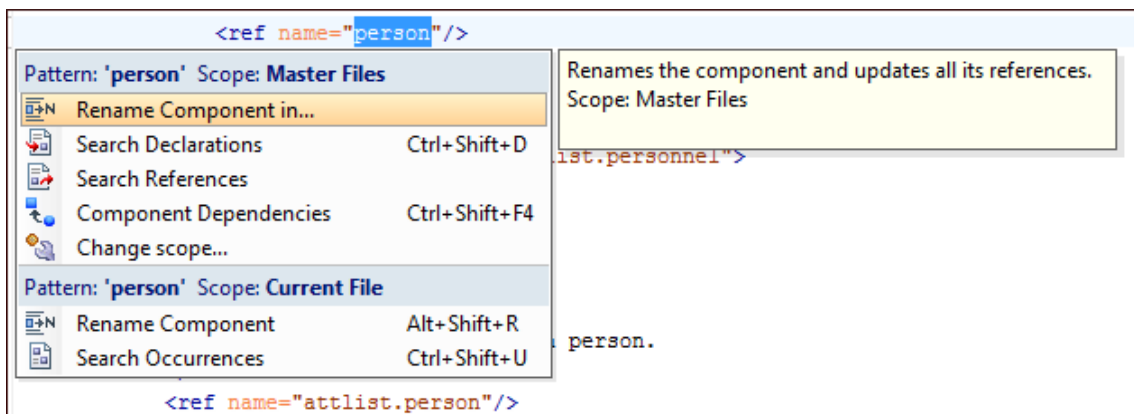 <ref name="person"/>
Pattern: 'person' Scope: Master Files
Rename Component in...
Search Declarations Ctrl+Shift+D
Search References
Component Dependencies Ctrl+Shift+F4
Change scope...
Pattern: 'person' Scope: Current File
Rename Component Alt+Shift+R
Search Occurrences Ctrl+Shift+U
Renames the component and updates all its references.
Scope: Master Files
ist.personnel">
person.
<ref name="attlist.person"/>